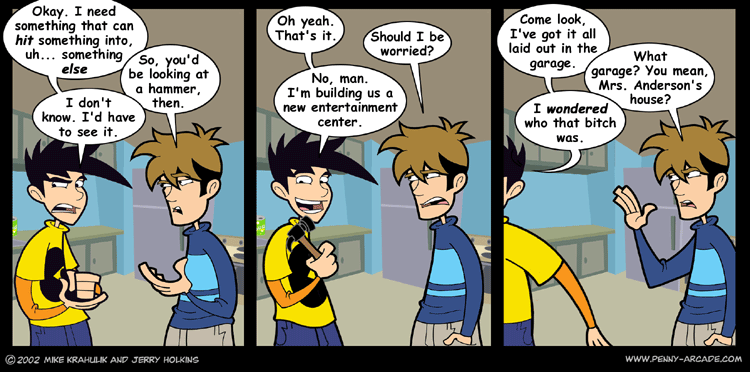 Okay. I need
something that can
hit something into,
uh... something
else
So, you'd
be looking at
a hammer,
then.
I don't
know. I'd have
to see it.
Oh yeah.
That's it.
Should I be
worried?
No, man.
I'm building us a
new entertainment
center.
Come look,
I've got it all
laid out in the
garage.
What
garage? You mean,
Mrs. Anderson's
house?
I wondered
who that bitch
was.
©2002 MIKE KRAHULIK AND JERRY HOLKINS
WWW.PENNY-ARCADE.COM